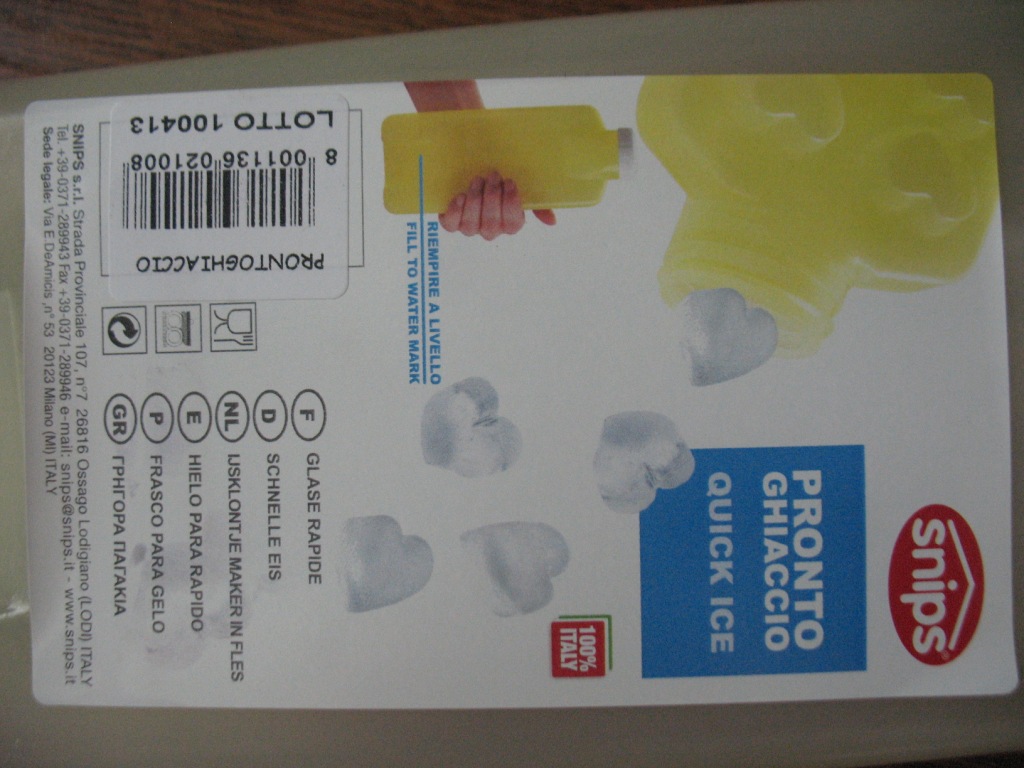 snips
PRONTO
GHIACCIO
QUICK ICE
100%
ITALY
RIEMPIRE A LIVELLO
FILL TO WATER MARK
F GLASE RAPIDE
D SCHNELLE EIS
NL IJSKLONTJE MAKER IN FLES
E HIELO PARA RAPIDO
P FRASCO PARA GELO
GR ΓΡΗΓΟΡΑ ΠΑΓΑΚΙΑ
PRONTOGHIACCIO
8 001136 021008
LOTTO 100413
SNIPS s.r.l. Strada Provinciale 107, n°7 26816 Ossago Lodigiano (LODI) ITALY
Tel. +39-0371-289943 Fax +39-0371-289946 e-mail: snips@snips.it - www.snips.it
Sede legale: Via E.DeAmicis ,n° 53 20123 Milano (MI) ITALY